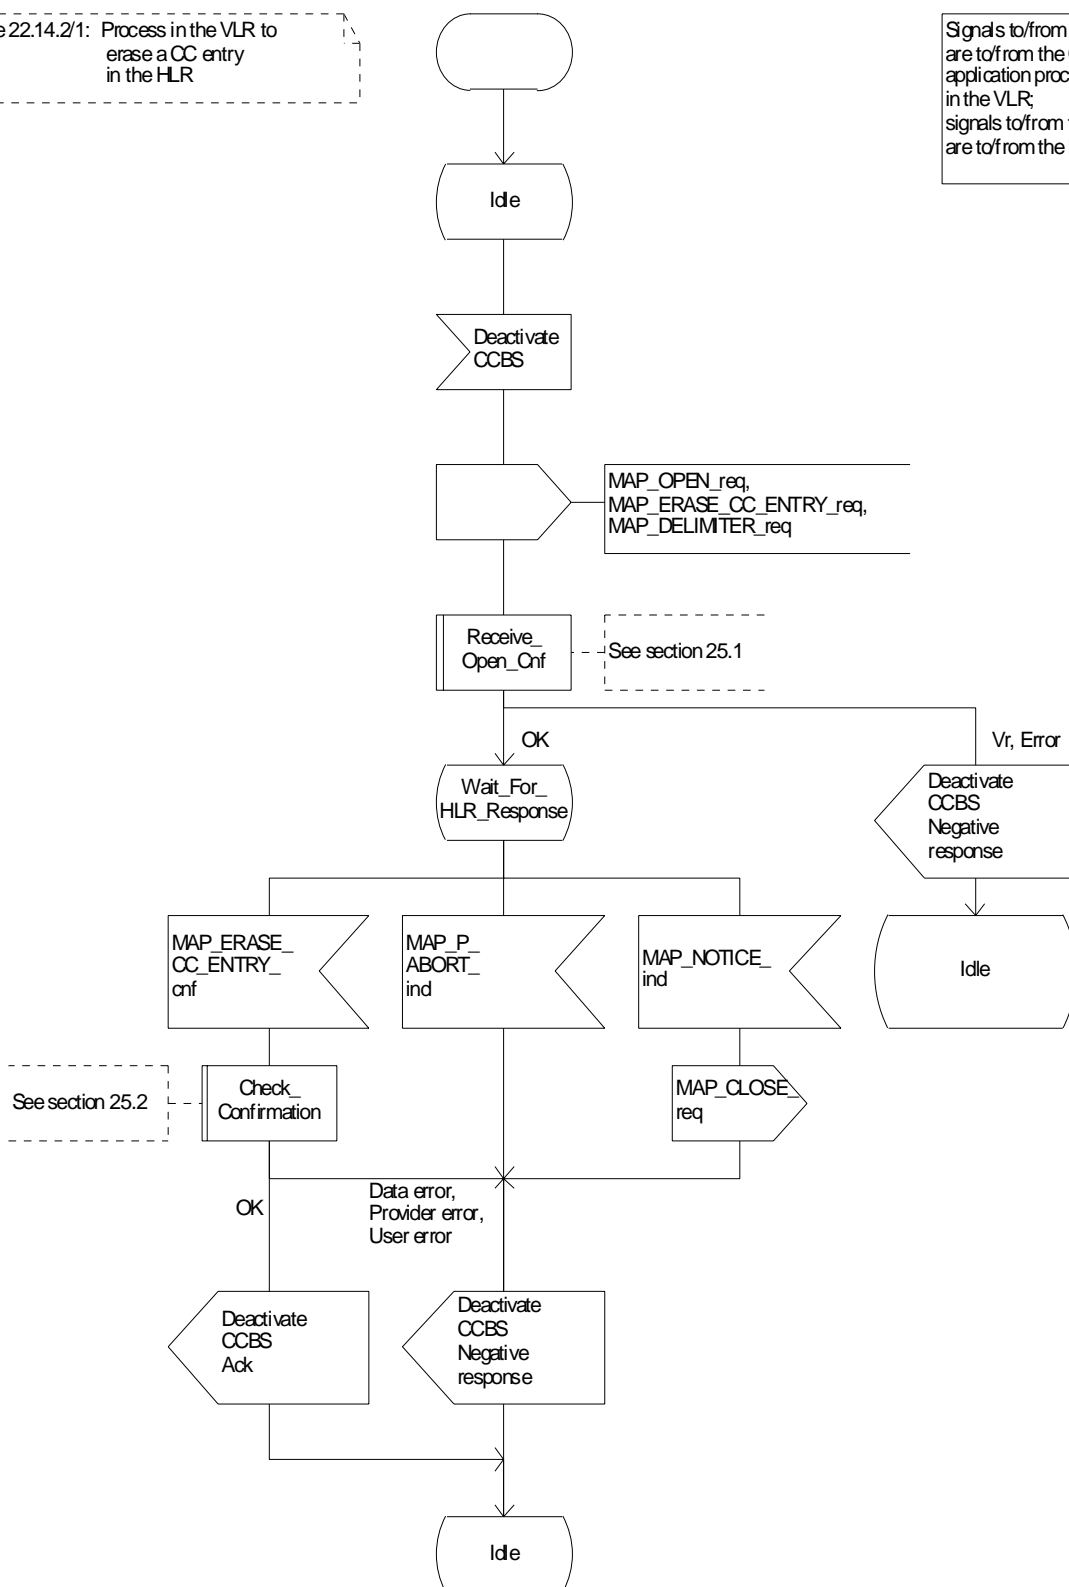 22.14.2/1: Process in the VLR to
erase a CC entry
in the HLR
Signals to/from
are to/from the
application
in the VLR;
signals to/from
are to/from the
Idle
Deactivate
CCBS
MAP_OPEN_req,
MAP_ERASE_CC_ENTRY_req,
MAP_DELIMITER_req
Receive_
Open_Cnf
See section 25.1
OK
Vr, Error
Wait_For_
HLR_Response
Deactivate
CCBS
Negative
response
MAP_ERASE_
CC_ENTRY_
cnf
MAP_P_
ABORT_
ind
MAP_NOTICE_
ind
Idle
See section 25.2
Check_
Confirmation
MAP_CLOSE_
req
OK
Data error,
Provider error,
User error
Deactivate
CCBS
Ack
Deactivate
CCBS
Negative
response
Idle